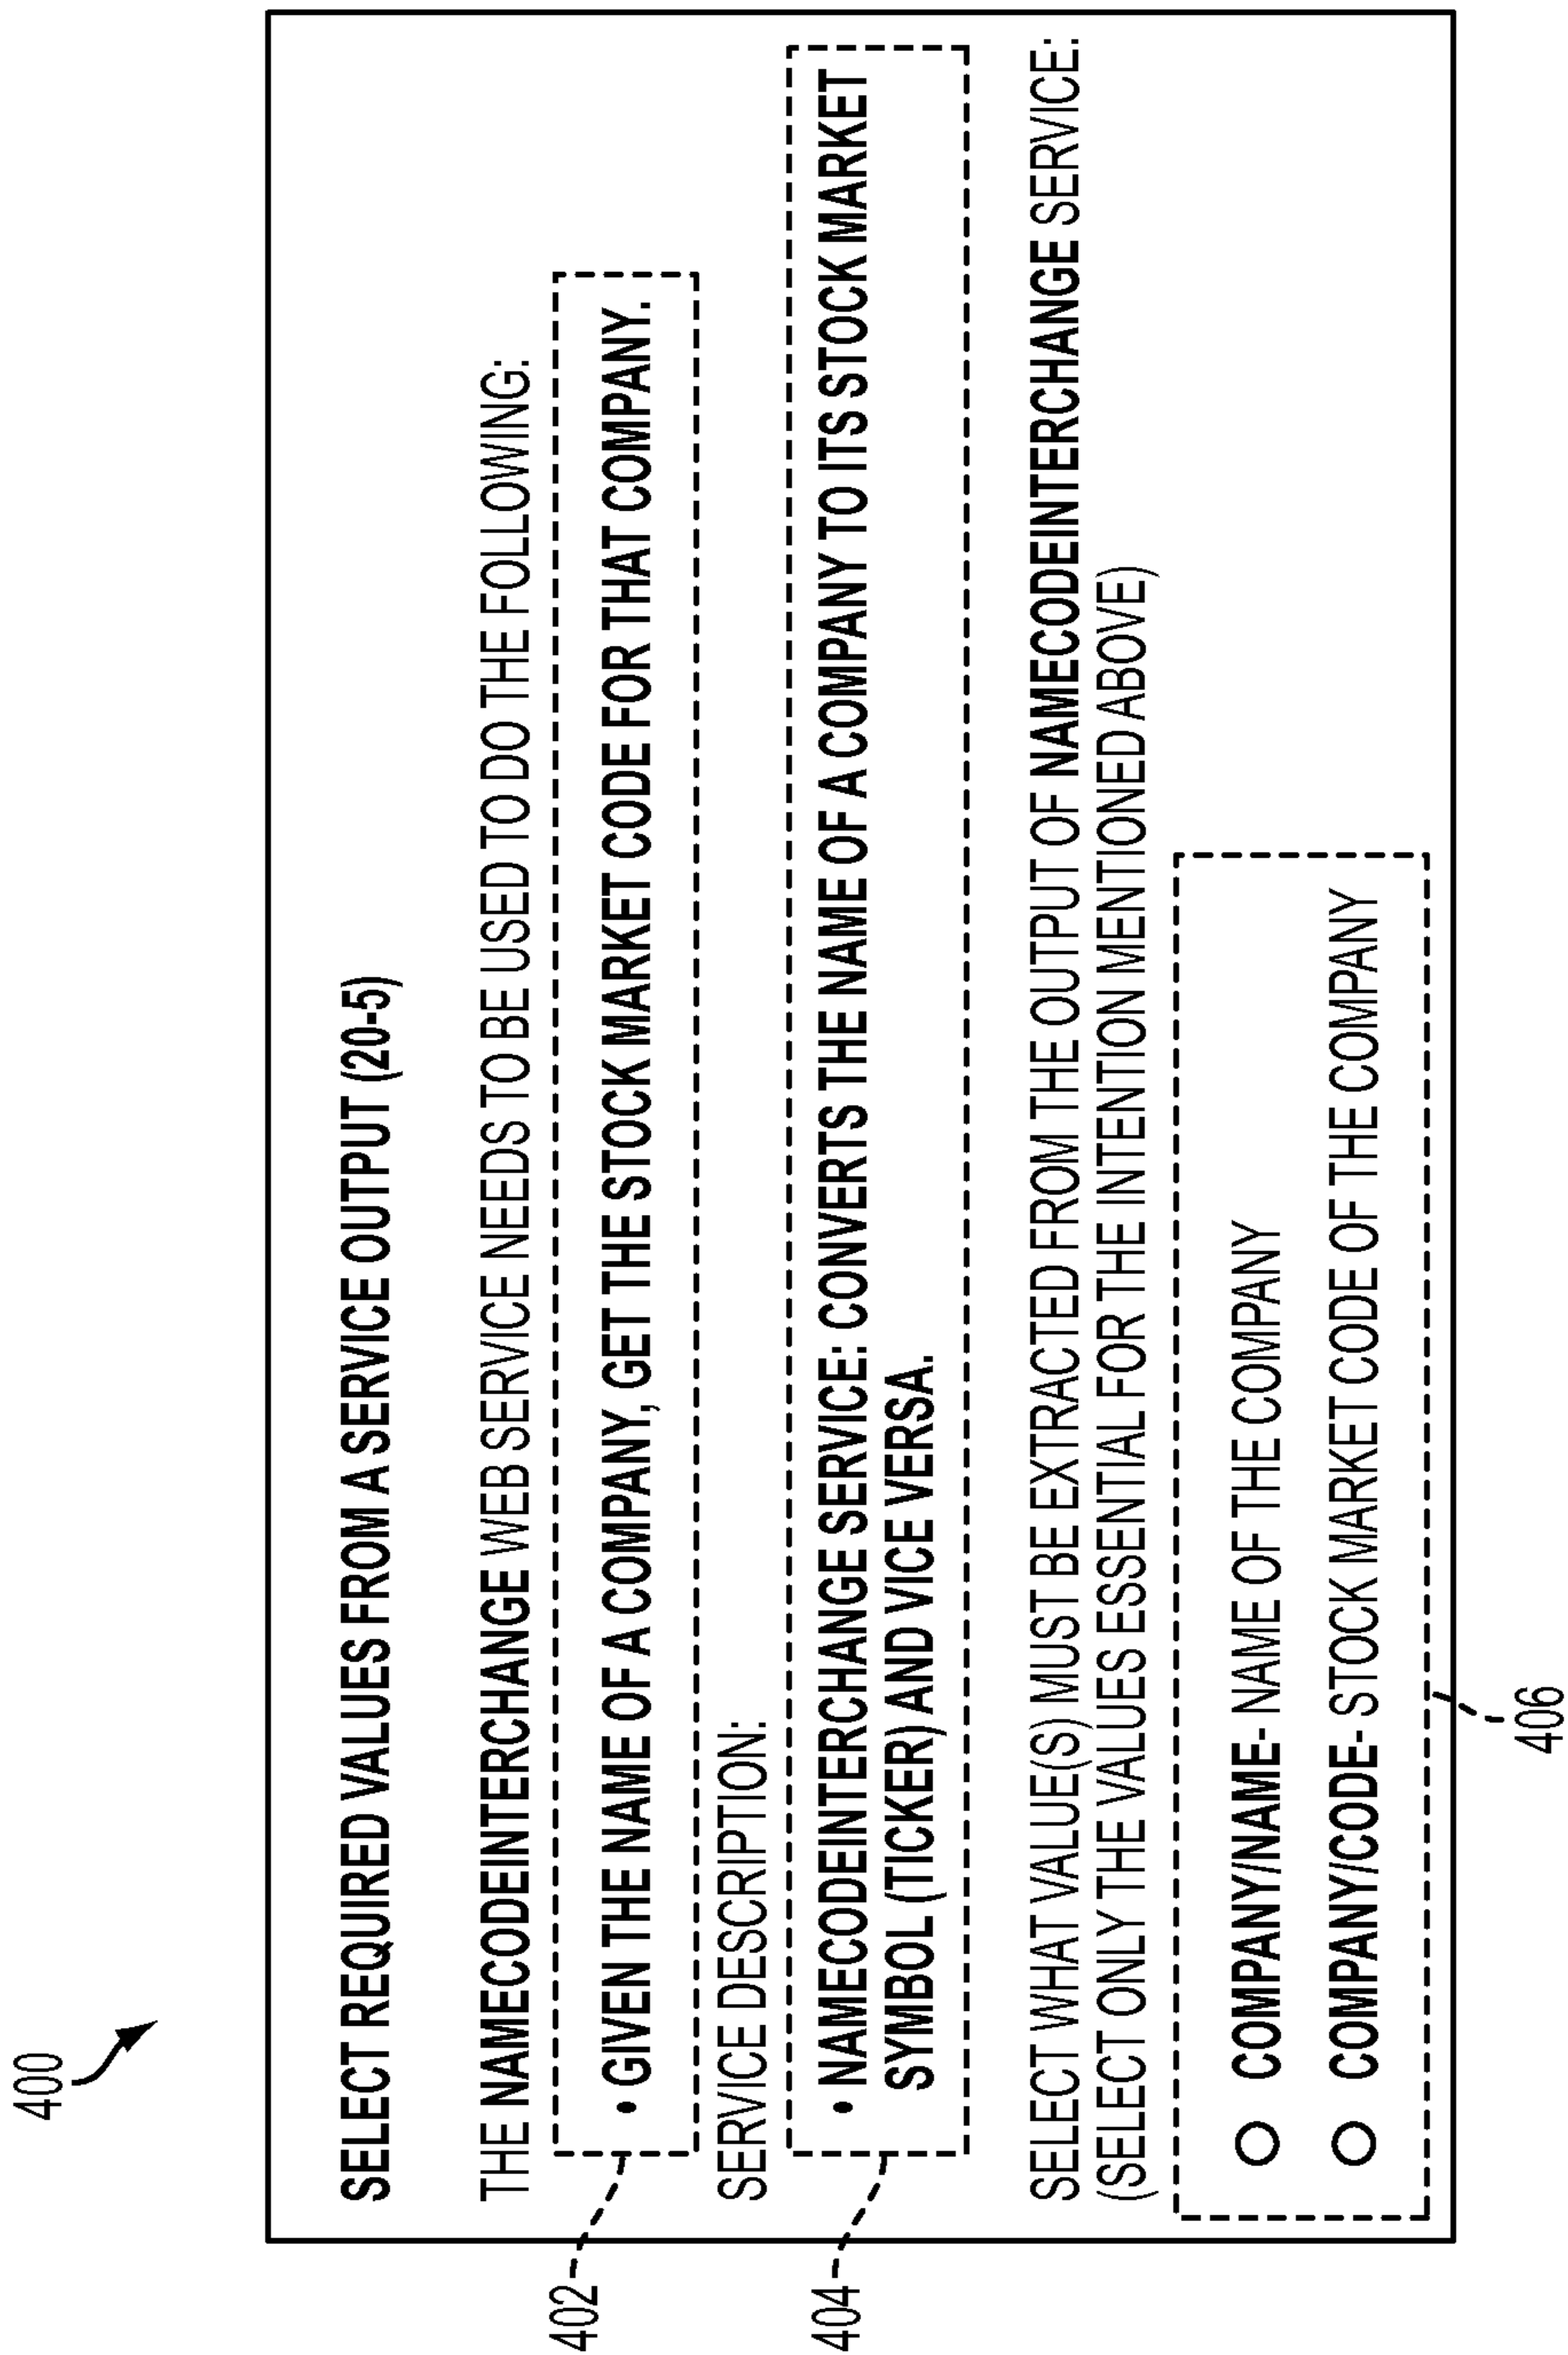 400
SELECT REQUIRED VALUES FROM A SERVICE OUTPUT (20-5)
THE NAMECODEINTERCHANGE WEB SERVICE NEEDS TO BE USED TO DO THE FOLLOWING:
• GIVEN THE NAME OF A COMPANY, GET THE STOCK MARKET CODE FOR THAT COMPANY.
402
SERVICE DESCRIPTION:
• NAMECODEINTERCHANGE SERVICE: CONVERTS THE NAME OF A COMPANY TO ITS STOCK MARKET
SYMBOL (TICKER) AND VICE VERSA.
404
SELECT WHAT VALUE(S) MUST BE EXTRACTED FROM THE OUTPUT OF NAMECODEINTERCHANGE SERVICE:
(SELECT ONLY THE VALUES ESSENTIAL FOR THE INTENTION MENTIONED ABOVE)
COMPANY/NAME- NAME OF THE COMPANY
COMPANY/CODE- STOCK MARKET CODE OF THE COMPANY
406